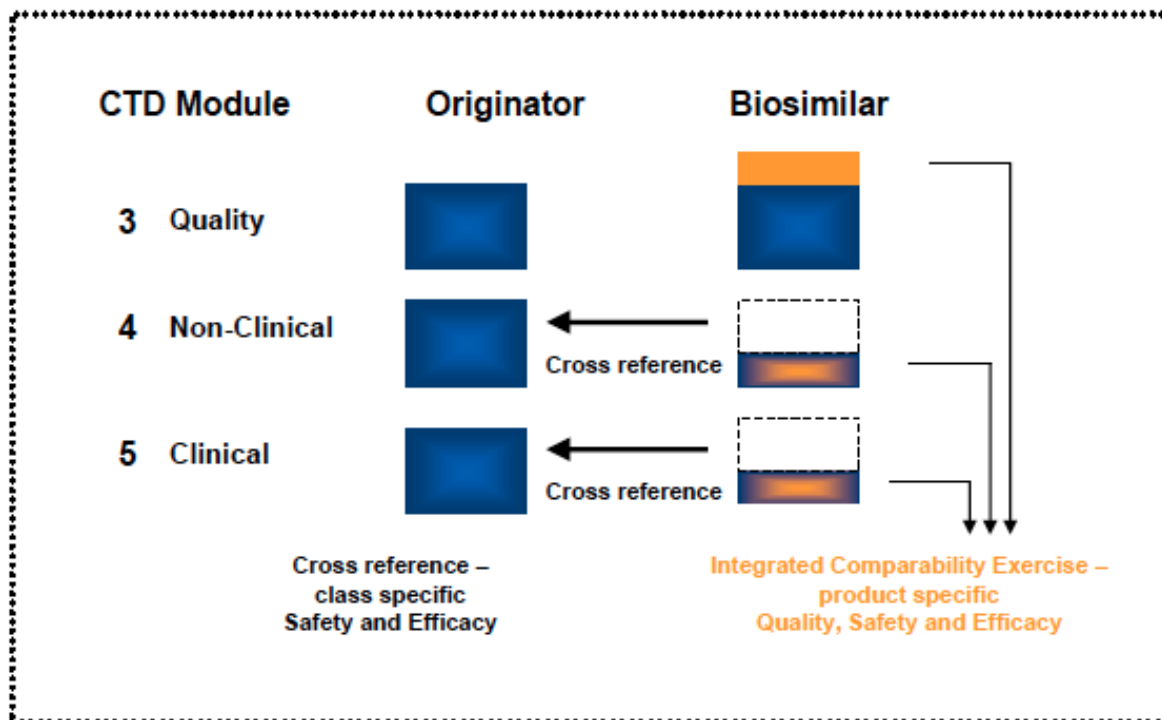 CTD Module Originator Biosimilar
3 Quality
4 Non-Clinical
Cross reference
5 Clinical
Cross reference
Cross reference –
class specific
Safety and Efficacy
Integrated Comparability Exercise –
product specific
Quality, Safety and Efficacy